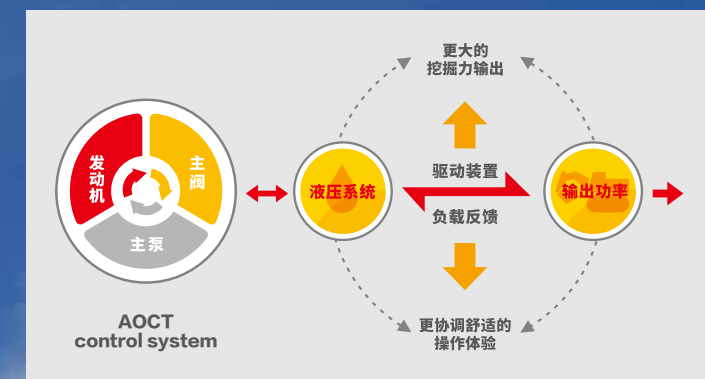 发动机
主阀
主泵
AOCT
control system
液压系统
更大的
挖掘力输出
驱动装置
负载反馈
更协调舒适的
操作体验
输出功率